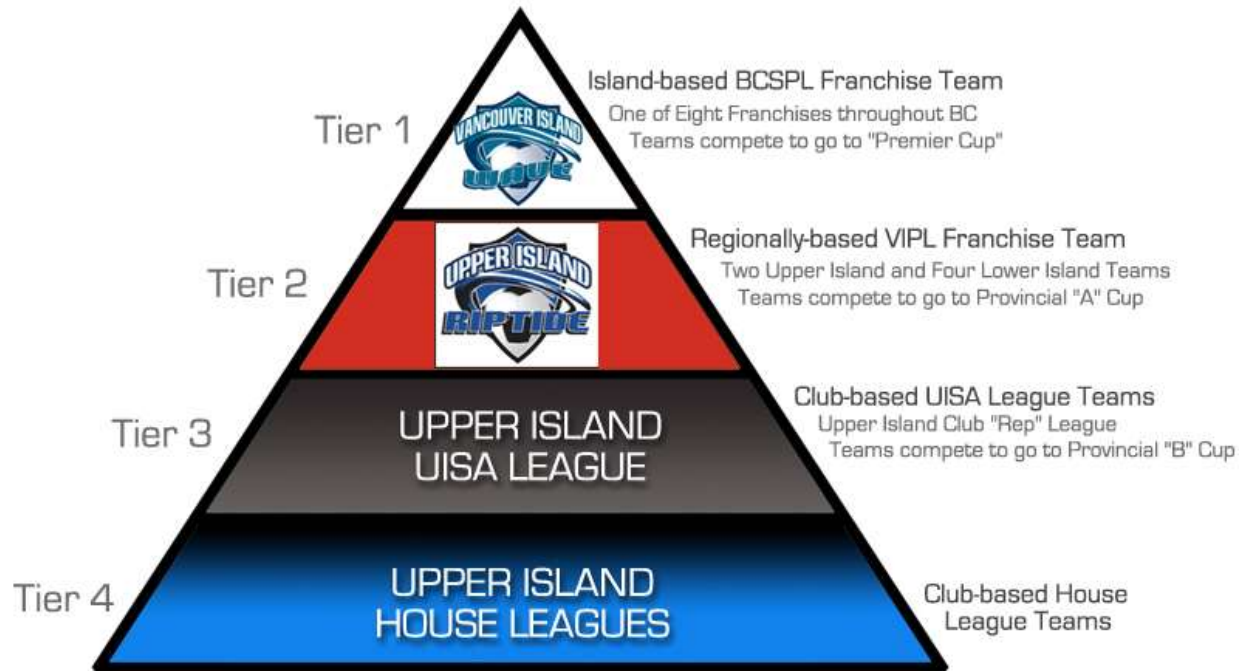 Tier 1
VANCOUVER ISLAND
WAVE
Island-based BCSPL Franchise Team
One of Eight Franchises throughout BC
Teams compete to go to "Premier Cup"
Tier 2
UPPER ISLAND
RIPTIDE
Regionally-based VIPL Franchise Team
Two Upper Island and Four Lower Island Teams
Teams compete to go to Provincial "A" Cup
Tier 3
UPPER ISLAND
UISA LEAGUE
Club-based UISA League Teams
Upper Island Club "Rep" League
Teams compete to go to Provincial "B" Cup
Tier 4
UPPER ISLAND
HOUSE LEAGUES
Club-based House
League Teams